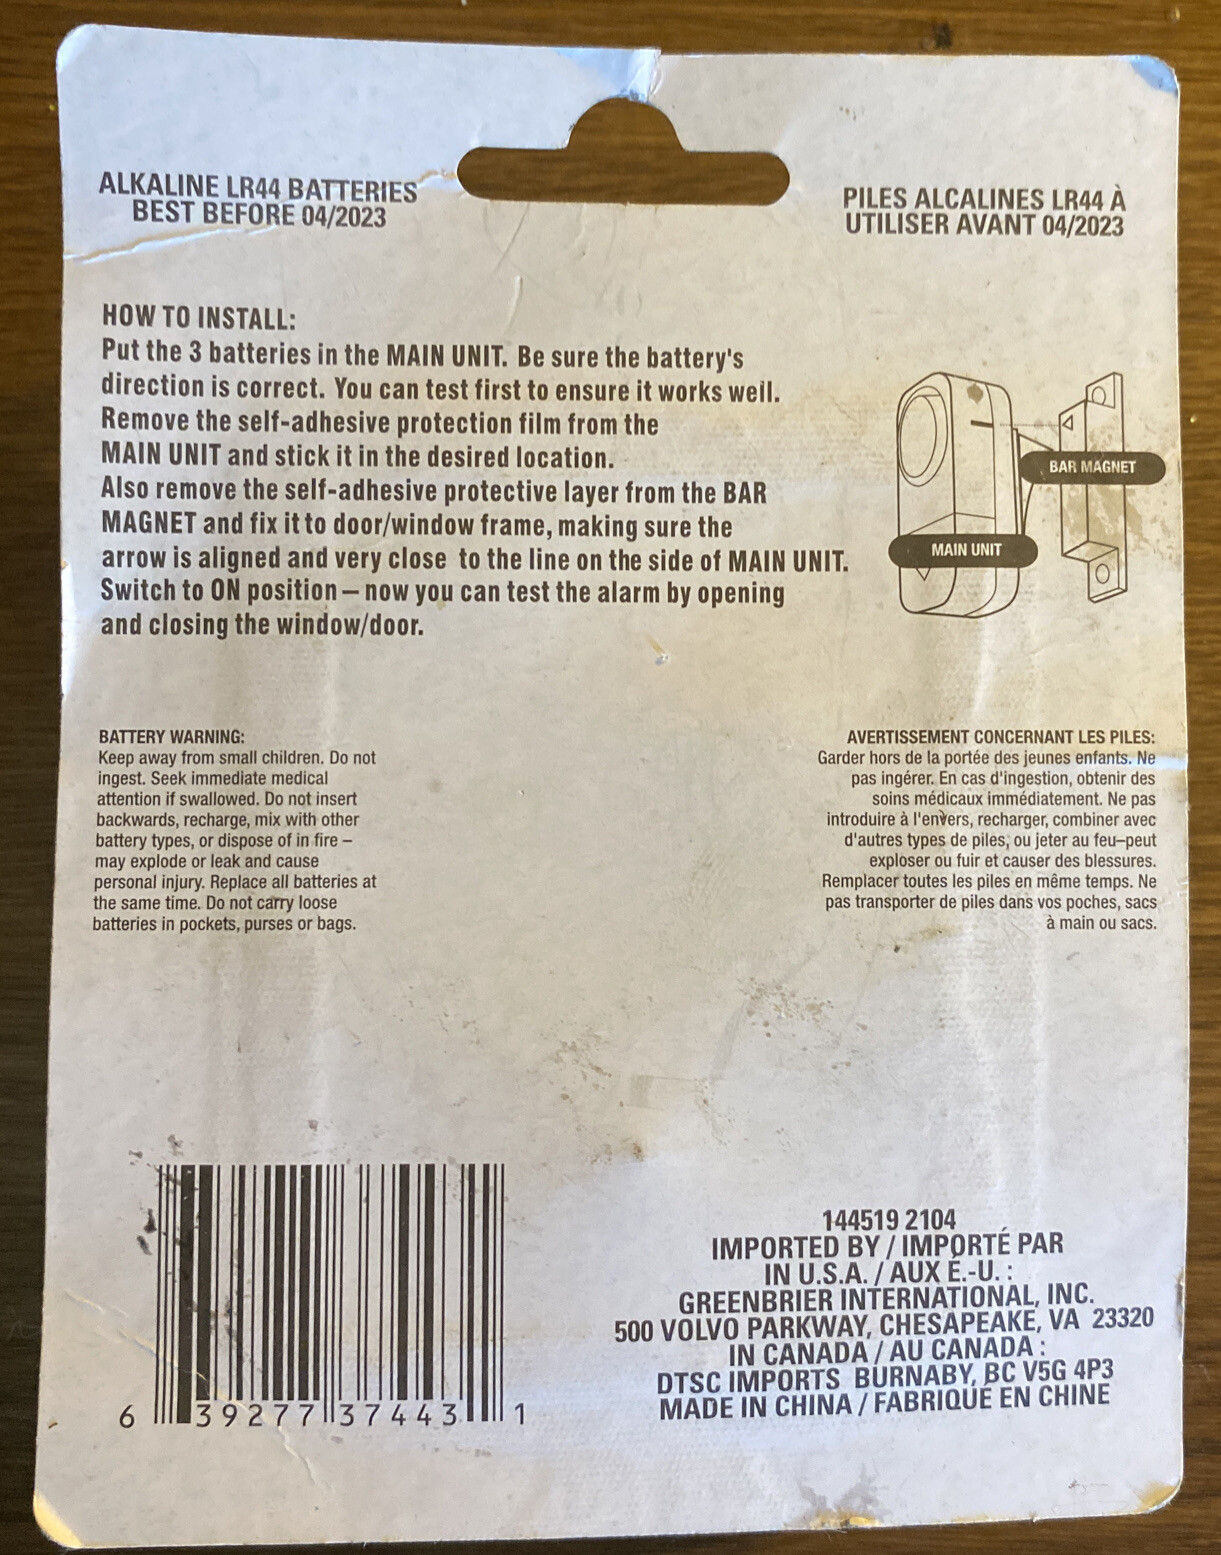 ALKALINE LR44 BATTERIES
BEST BEFORE 04/2023
PILES ALCALINES LR44 À
UTILISER AVANT 04/2023
HOW TO INSTALL:
Put the 3 batteries in the MAIN UNIT. Be sure the battery's
direction is correct. You can test first to ensure it works well.
Remove the self-adhesive protection film from the
MAIN UNIT and stick it in the desired location.
Also remove the self-adhesive protective layer from the BAR
MAGNET and fix it to door/window frame, making sure the
arrow is aligned and very close to the line on the side of MAIN UNIT.
Switch to ON position – now you can test the alarm by opening
and closing the window/door.
BAR MAGNET
MAIN UNIT
BATTERY WARNING:
Keep away from small children. Do not
ingest. Seek immediate medical
attention if swallowed. Do not insert
backwards, recharge, mix with other
battery types, or dispose of in fire –
may explode or leak and cause
personal injury. Replace all batteries at
the same time. Do not carry loose
batteries in pockets, purses or bags.
AVERTISSEMENT CONCERNANT LES PILES:
Garder hors de la portée des jeunes enfants. Ne
pas ingérer. En cas d'ingestion, obtenir des
soins médicaux immédiatement. Ne pas
introduire à l'envers, recharger, combiner avec
d'autres types de piles, ou jeter au feu–peut
exploser ou fuir et causer des blessures.
Remplacer toutes les piles en même temps. Ne
pas transporter de piles dans vos poches, sacs
à main ou sacs.
6 39277 37443 1
144519 2104
IMPORTED BY / IMPORTÉ PAR
IN U.S.A. / AUX É.-U. :
GREENBRIER INTERNATIONAL, INC.
500 VOLVO PARKWAY, CHESAPEAKE, VA 23320
IN CANADA / AU CANADA :
DTSC IMPORTS BURNABY, BC V5G 4P3
MADE IN CHINA / FABRIQUÉ EN CHINE